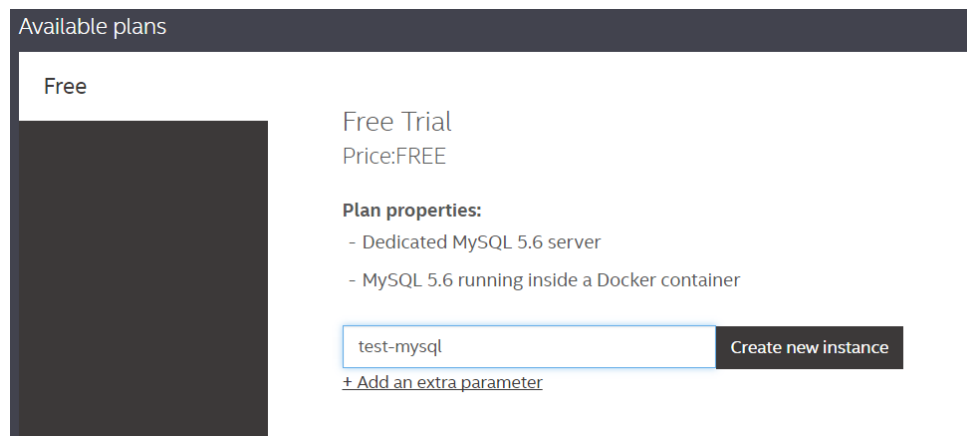 Available plans
Free
Free Trial
Price:FREE
Plan properties:
- Dedicated MySQL 5.6 server
- MySQL 5.6 running inside a Docker container
test-mysql
Create new instance
+ Add an extra parameter